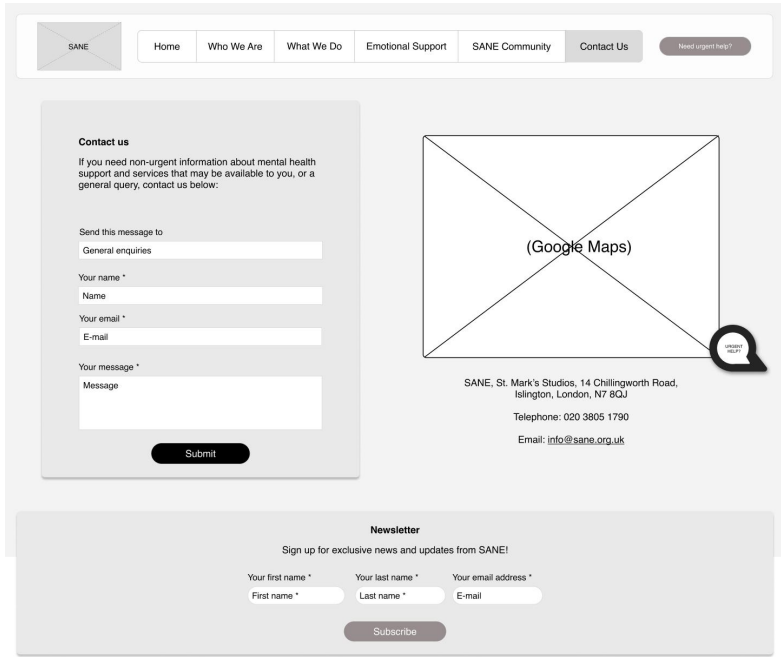 SANE
Home
Who We Are
What We Do
Emotional Support
SANE Community
Contact Us
Need urgent help?
Contact us
If you need non-urgent information about mental health
support and services that may be available to you, or a
general query, contact us below:
Send this message to
General enquiries
Your name *
Name
Your email *
E-mail
Your message *
Message
Submit
(Google Maps)
URGENT
HELP?
SANE, St. Mark's Studios, 14 Chillingworth Road,
Islington, London, N7 8QJ
Telephone: 020 3805 1790
Email: info@sane.org.uk
Newsletter
Sign up for exclusive news and updates from SANE!
Your first name *
Your last name *
Your email address *
First name *
Last name *
E-mail
Subscribe